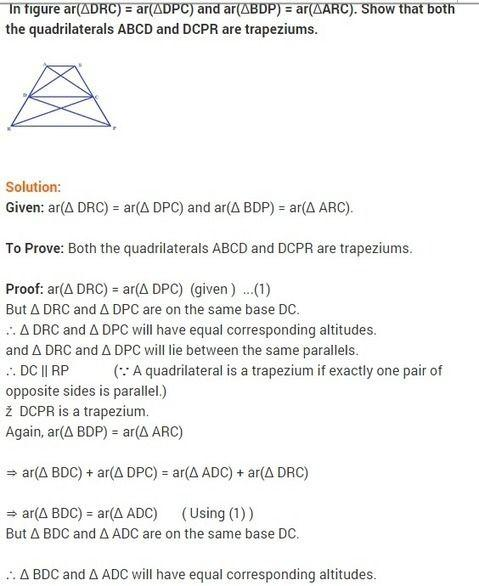 In figure ar(∆DRC) = ar(∆DPC) and ar(∆BDP) = ar(∆ARC). Show that both
the quadrilaterals ABCD and DCPR are trapeziums.
A B
D C
R P
Solution:
Given: ar(∆ DRC) = ar(∆ DPC) and ar(∆ BDP) = ar(∆ ARC).
To Prove: Both the quadrilaterals ABCD and DCPR are trapeziums.
Proof: ar(∆ DRC) = ar(∆ DPC) (given ) ...(1)
But ∆ DRC and ∆ DPC are on the same base DC.
∴ ∆ DRC and ∆ DPC will have equal corresponding altitudes.
and ∆ DRC and ∆ DPC will lie between the same parallels.
∴ DC || RP (∵ A quadrilateral is a trapezium if exactly one pair of
opposite sides is parallel.)
ž DCPR is a trapezium.
Again, ar(∆ BDP) = ar(∆ ARC)
⇒ ar(∆ BDC) + ar(∆ DPC) = ar(∆ ADC) + ar(∆ DRC)
⇒ ar(∆ BDC) = ar(∆ ADC) ( Using (1) )
But ∆ BDC and ∆ ADC are on the same base DC.
∴ ∆ BDC and ∆ ADC will have equal corresponding altitudes.